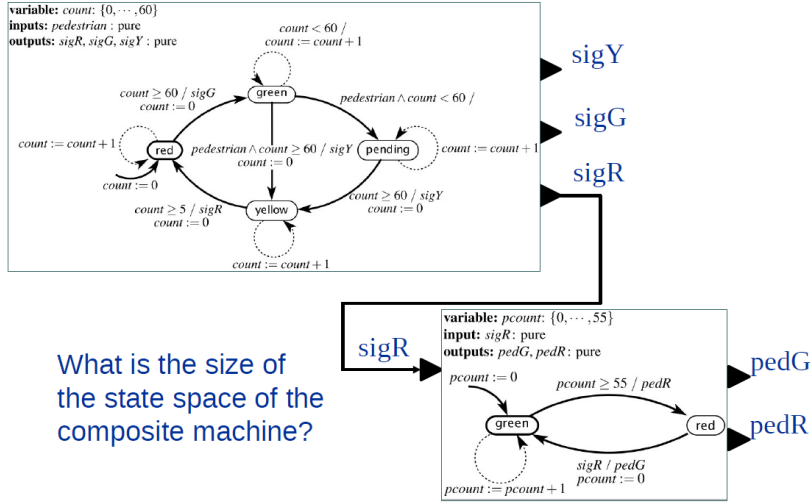 variable: count: {0, ⋯, 60}
inputs: pedestrian : pure
outputs: sigR, sigG, sigY : pure
count < 60 /
count := count + 1
sigY
count ≥ 60 / sigG
count := 0
green
pedestrian ∧ count < 60 /
sigG
count := count + 1
red
pedestrian ∧ count ≥ 60 / sigY
count := 0
pending
count := count + 1
count := 0
sigR
count ≥ 5 / sigR
count := 0
yellow
count ≥ 60 / sigY
count := 0
count := count + 1
variable: pcount: {0, ⋯, 55}
input: sigR: pure
outputs: pedG, pedR: pure
sigR
What is the size of
the state space of the
composite machine?
pcount := 0
pcount ≥ 55 / pedR
pedG
green
red
pedR
sigR / pedG
pcount := 0
pcount := pcount + 1